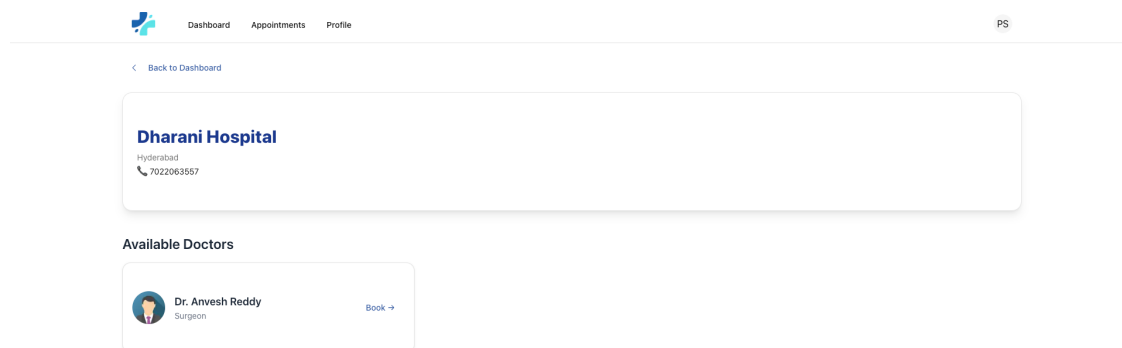 Dashboard Appointments Profile PS
< Back to Dashboard
Dharani Hospital
Hyderabad
7022063557
Available Doctors
Dr. Anvesh Reddy
Surgeon
Book →